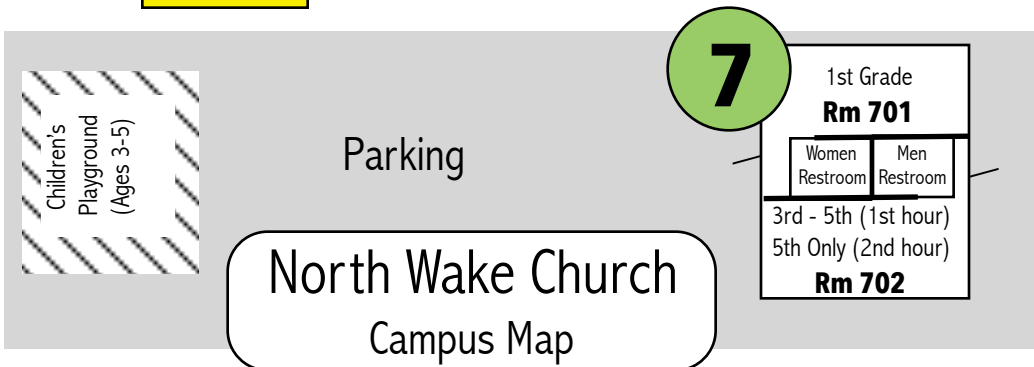 Children's
Playground
(Ages 3-5)
Parking
North Wake Church
Campus Map
7
1st Grade
Rm 701
Women
Restroom
Men
Restroom
3rd - 5th (1st hour)
5th Only (2nd hour)
Rm 702